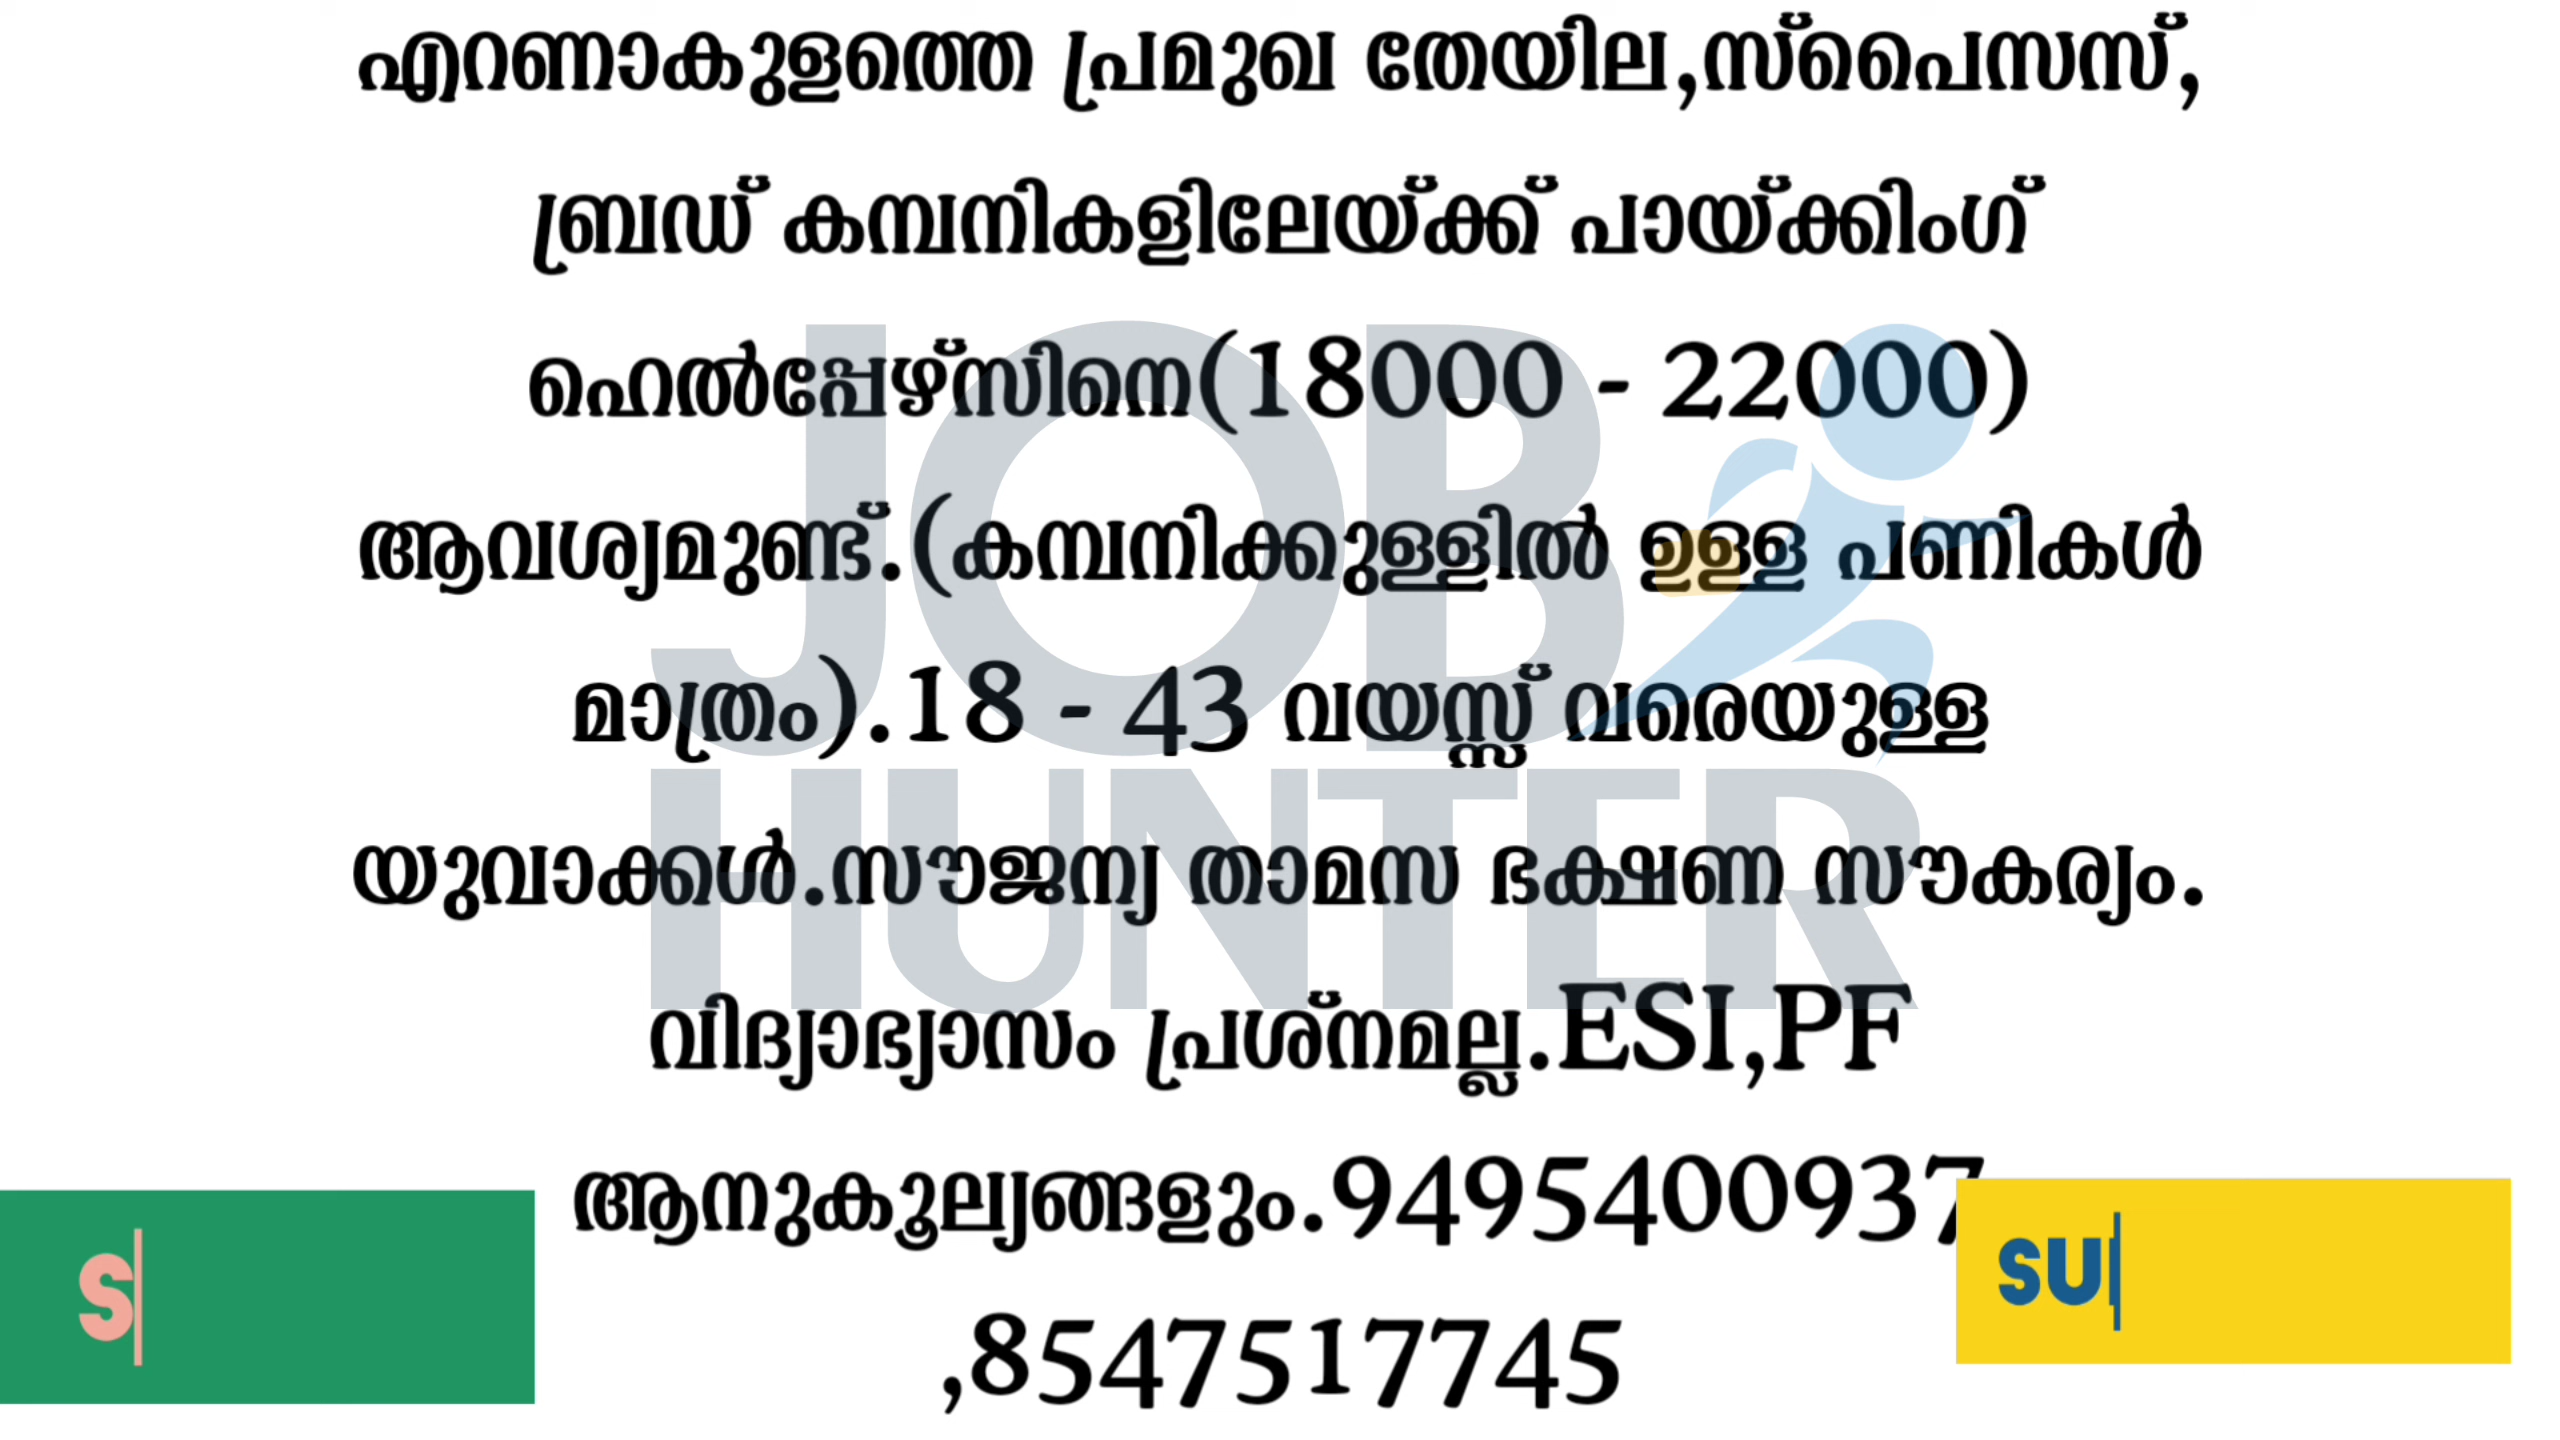 എറണാകുളത്തെ പ്രമുഖ തേയില,സ്പൈസസ്,
ബ്രഡ് കമ്പനികളിലേയ്ക്ക് പായ്ക്കിംഗ്
ഹെൽപ്പേഴ്സിനെ(18000 - 22000)
ആവശ്യമുണ്ട്.(കമ്പനിക്കുള്ളിൽ ഉള്ള പണികൾ
മാത്രം).18 - 43 വയസ്സ് വരെയുള്ള
യുവാക്കൾ.സൗജന്യ താമസ ഭക്ഷണ സൗകര്യം.
വിദ്യാഭ്യാസം പ്രശ്നമല്ല.ESI,PF
ആനുകൂല്യങ്ങളും.9495400937
,8547517745
JOB
HUNTER
S
SU